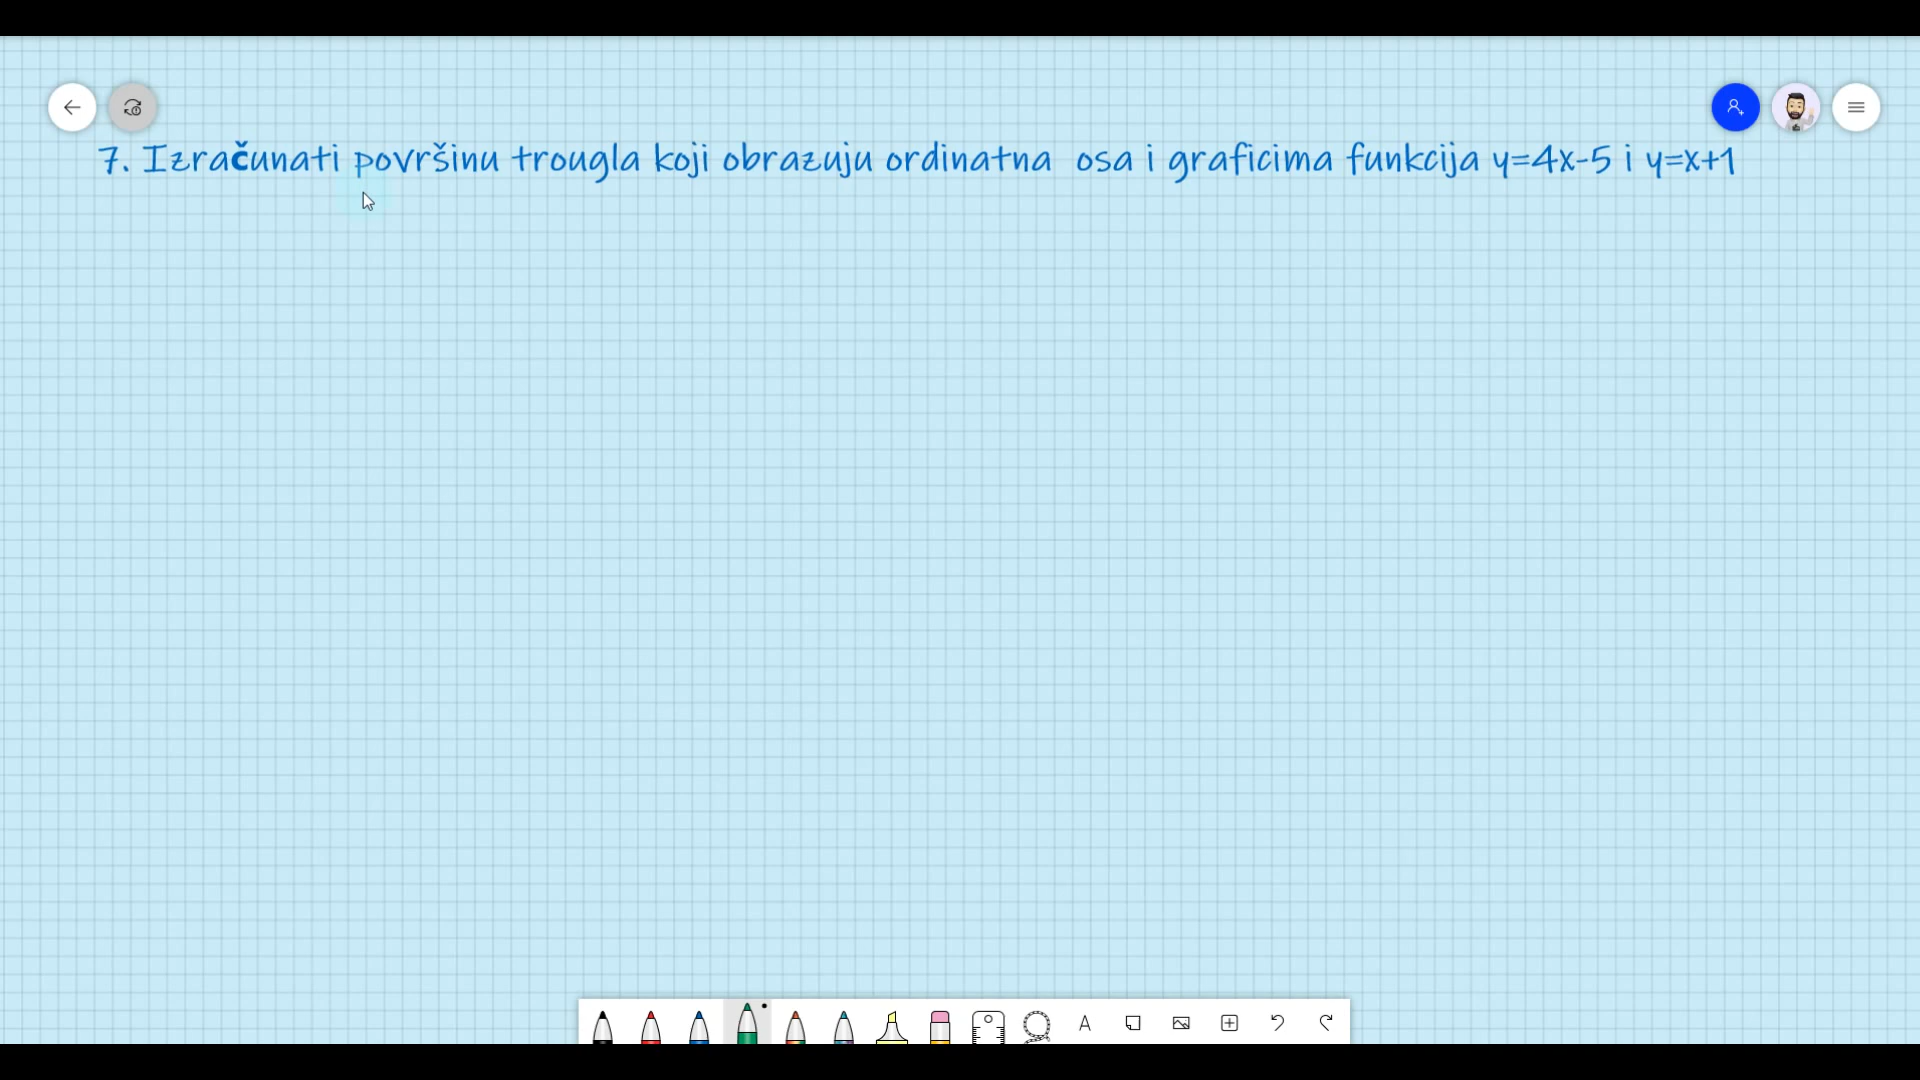 7. Izračunati površinu trougla koji obrazuju ordinatna osa i graficima funkcija y=4x-5 i y=x+1
A